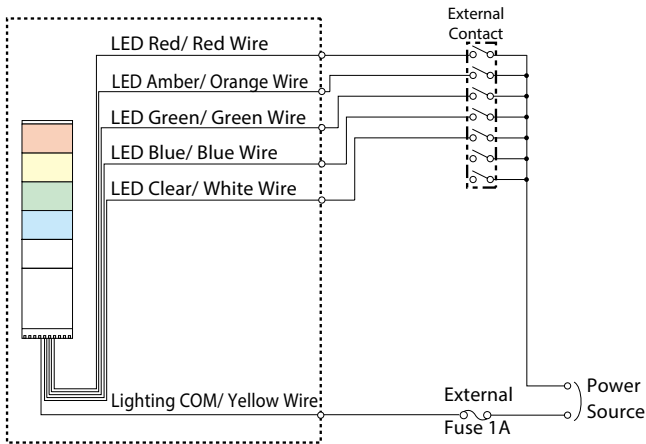 External
Contact
LED Red/ Red Wire
LED Amber/ Orange Wire
LED Green/ Green Wire
LED Blue/ Blue Wire
LED Clear/ White Wire
Lighting COM/ Yellow Wire
External
Fuse 1A
Power
Source